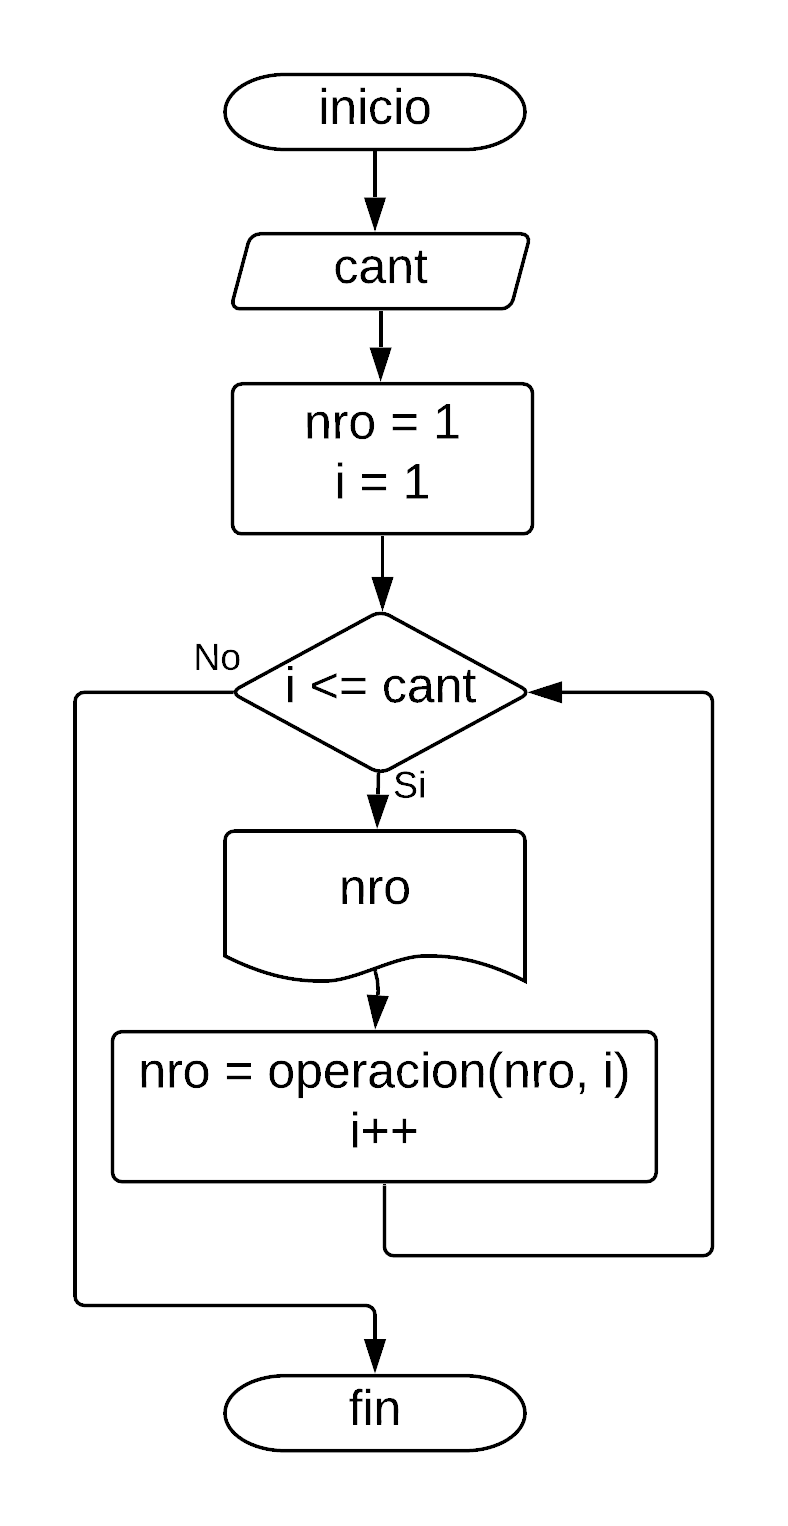 inicio
cant
nro = 1
i = 1
No
i <= cant
Si
nro
nro = operacion(nro, i)
i++
fin